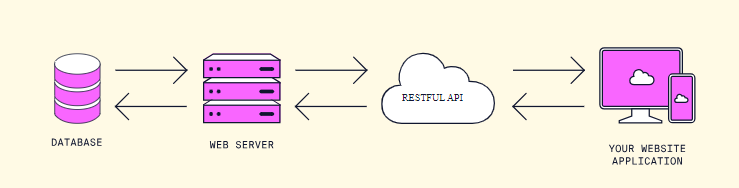 DATABASE
WEB SERVER
RESTFUL API
YOUR WEBSITE
APPLICATION